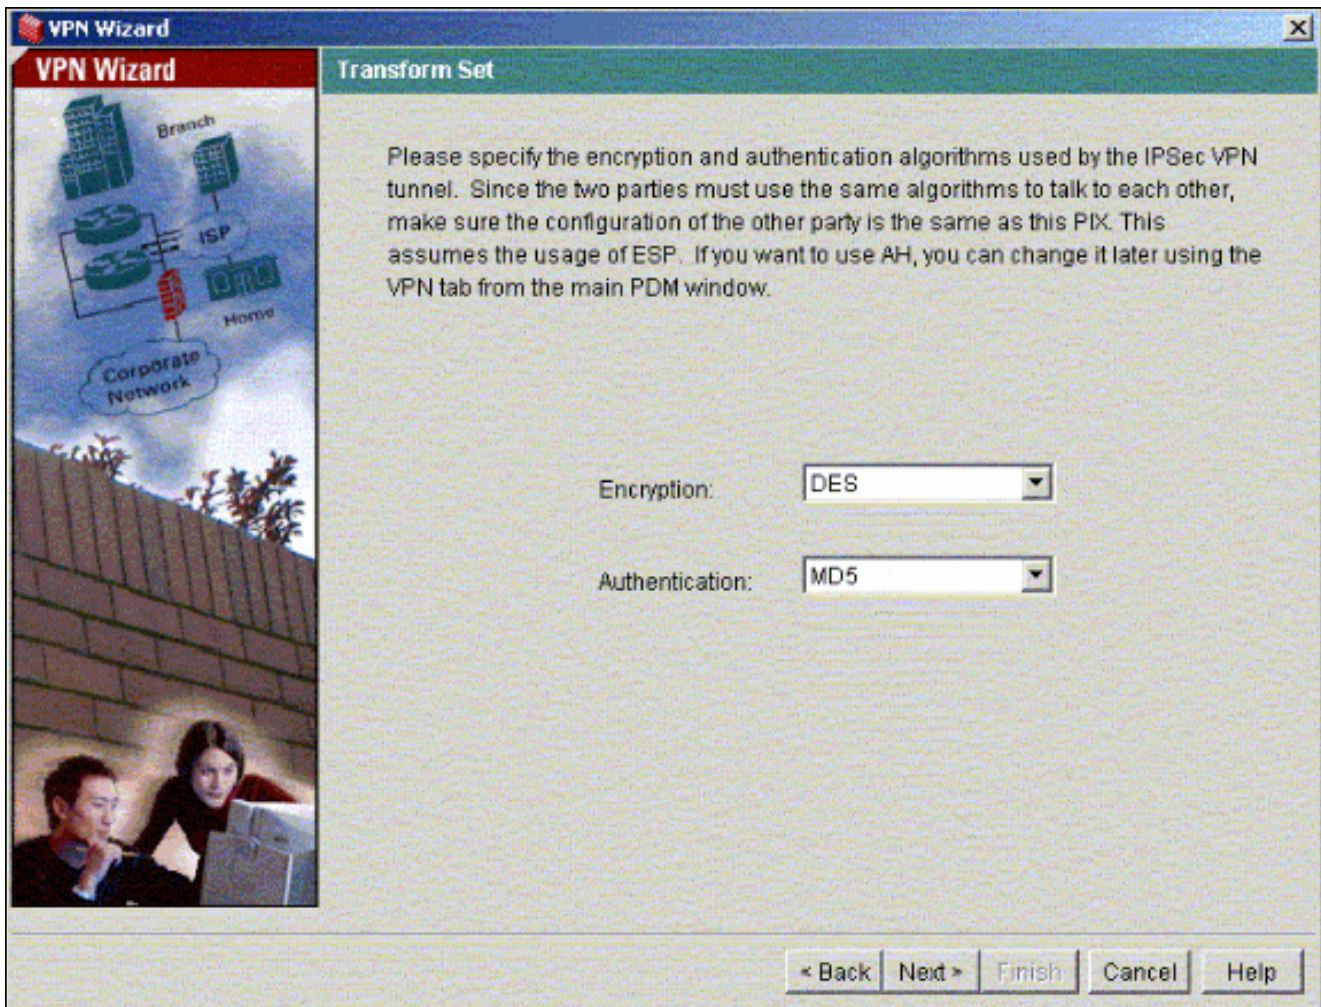 VPN Wizard
VPN Wizard
Transform Set
Branch
ISP
Home
Corporate
Network
Please specify the encryption and authentication algorithms used by the IPSec VPN
tunnel. Since the two parties must use the same algorithms to talk to each other,
make sure the configuration of the other party is the same as this PIX. This
assumes the usage of ESP. If you want to use AH, you can change it later using the
VPN tab from the main PDM window.
Encryption: DES
Authentication: MD5
< Back Next > Finish Cancel Help